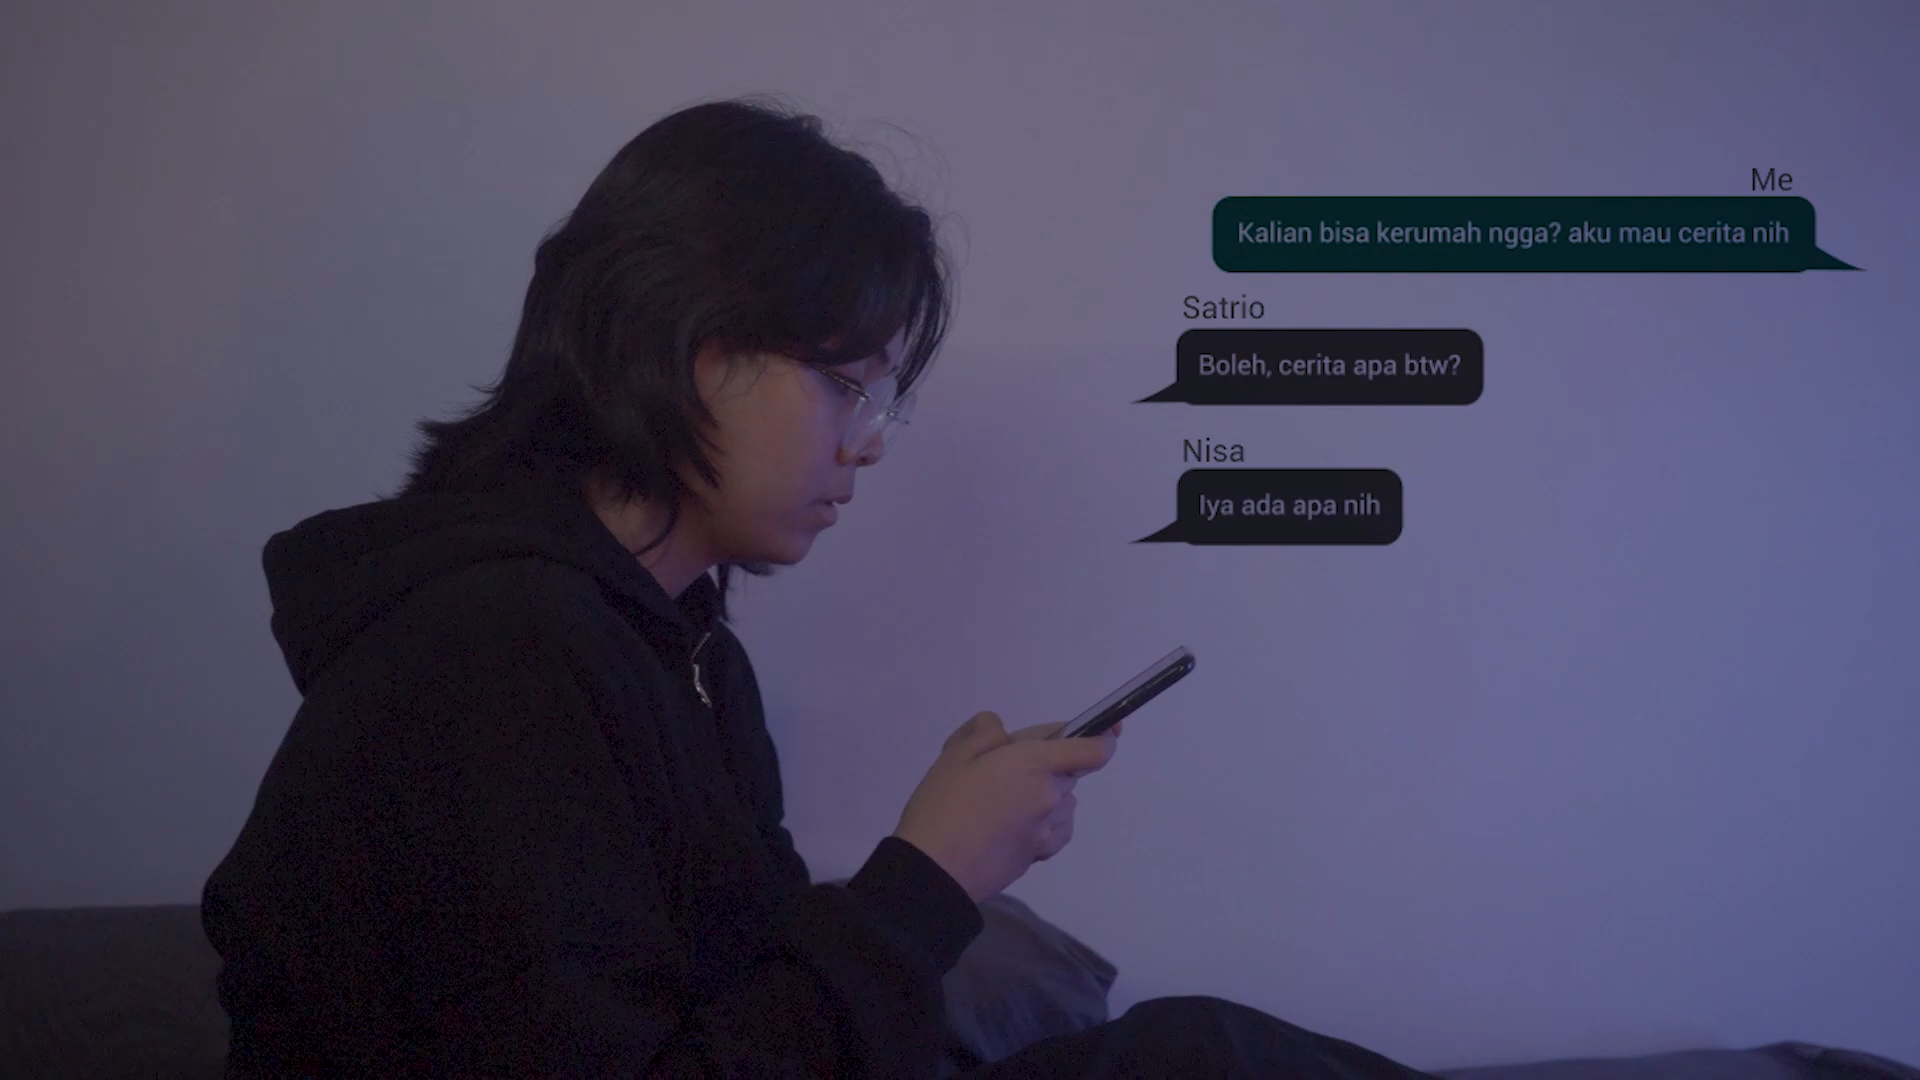 Me
Kalian bisa kerumah ngga? aku mau cerita nih
Satrio
Boleh, cerita apa btw?
Nisa
Iya ada apa nih